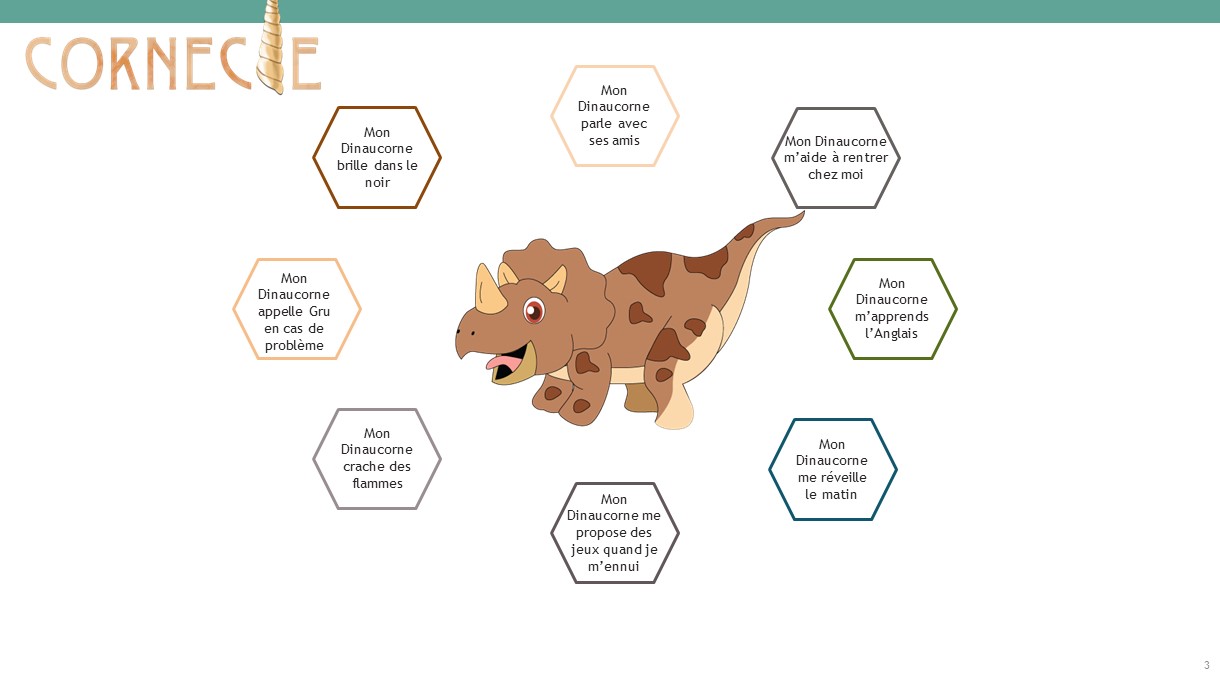 CORNECIE
Mon
Dinaucorne
parle avec
ses amis
Mon
Dinaucorne
brille dans le
noir
Mon Dinaucorne
m'aide à rentrer
chez moi
Mon
Dinaucorne
appelle Gru
en cas de
problème
Mon
Dinaucorne
m'apprends
l'Anglais
Mon
Dinaucorne
crache des
flammes
Mon
Dinaucorne
me réveille
le matin
Mon
Dinaucorne me
propose des
jeux quand je
m'ennui
3